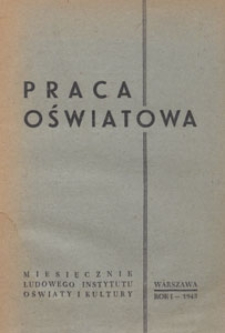 PRACA
OŚWIATOWA
MIESIĘCZNIK
LUDOWEGO INSTYTUTU
OŚWIATY I KULTURY
WARSZAWA
ROK I — 1945